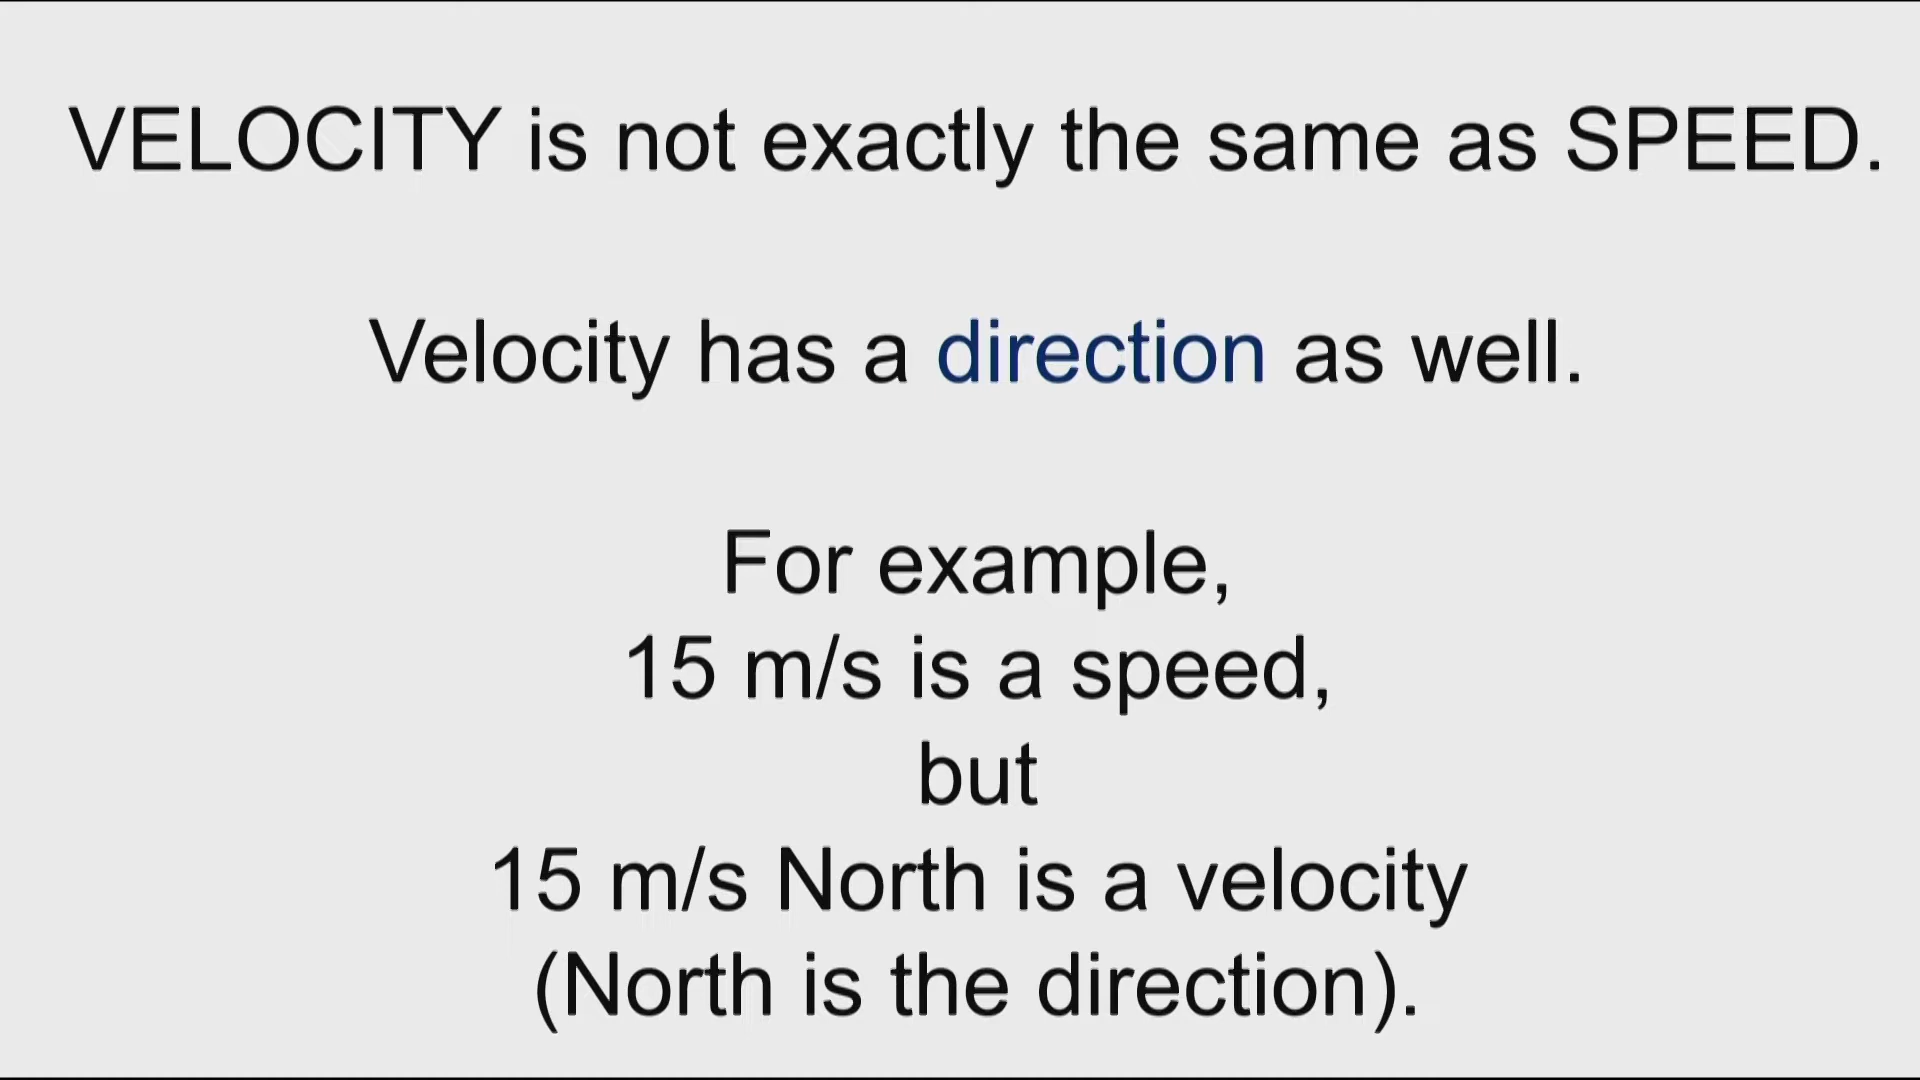 VELOCITY is not exactly the same as SPEED.
Velocity has a direction as well.
For example,
15 m/s is a speed,
but
15 m/s North is a velocity
(North is the direction).